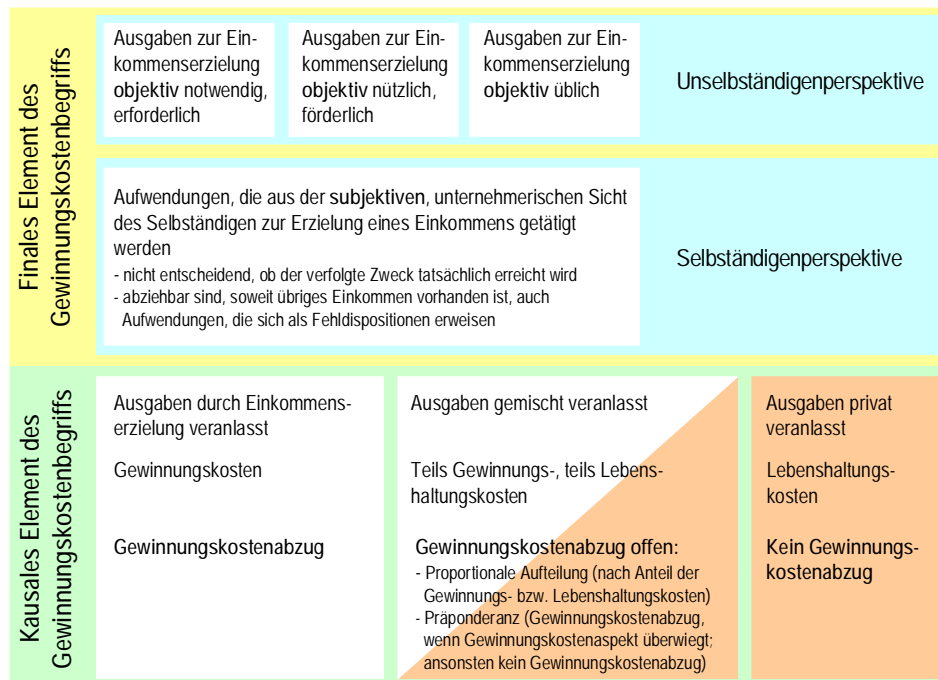 Finales Element des
Gewinnungskostenbegriffs
Ausgaben zur Ein-
kommenserzielung
objektiv notwendig,
erforderlich
Ausgaben zur Ein-
kommenserzielung
objektiv nützlich,
förderlich
Ausgaben zur Ein-
kommenserzielung
objektiv üblich
Unselbständigenperspektive
Aufwendungen, die aus der subjektiven, unternehmerischen Sicht
des Selbständigen zur Erzielung eines Einkommens getätigt
werden
- nicht entscheidend, ob der verfolgte Zweck tatsächlich erreicht wird
- abziehbar sind, soweit übriges Einkommen vorhanden ist, auch
Aufwendungen, die sich als Fehldispositionen erweisen
Selbständigenperspektive
Kausales Element des
Gewinnungskostenbegriffs
Ausgaben durch Einkommens-
erzielung veranlasst
Gewinnungskosten
Gewinnungskostenabzug
Ausgaben gemischt veranlasst
Teils Gewinnungs-, teils Lebens-
haltungskosten
Gewinnungskostenabzug offen:
- Proportionale Aufteilung (nach Anteil der
Gewinnungs- bzw. Lebenshaltungskosten)
- Präponderanz (Gewinnungskostenabzug,
wenn Gewinnungskostenaspekt überwiegt;
ansonsten kein Gewinnungskostenabzug)
Ausgaben privat
veranlasst
Lebenshaltungs-
kosten
Kein Gewinnungs-
kostenabzug